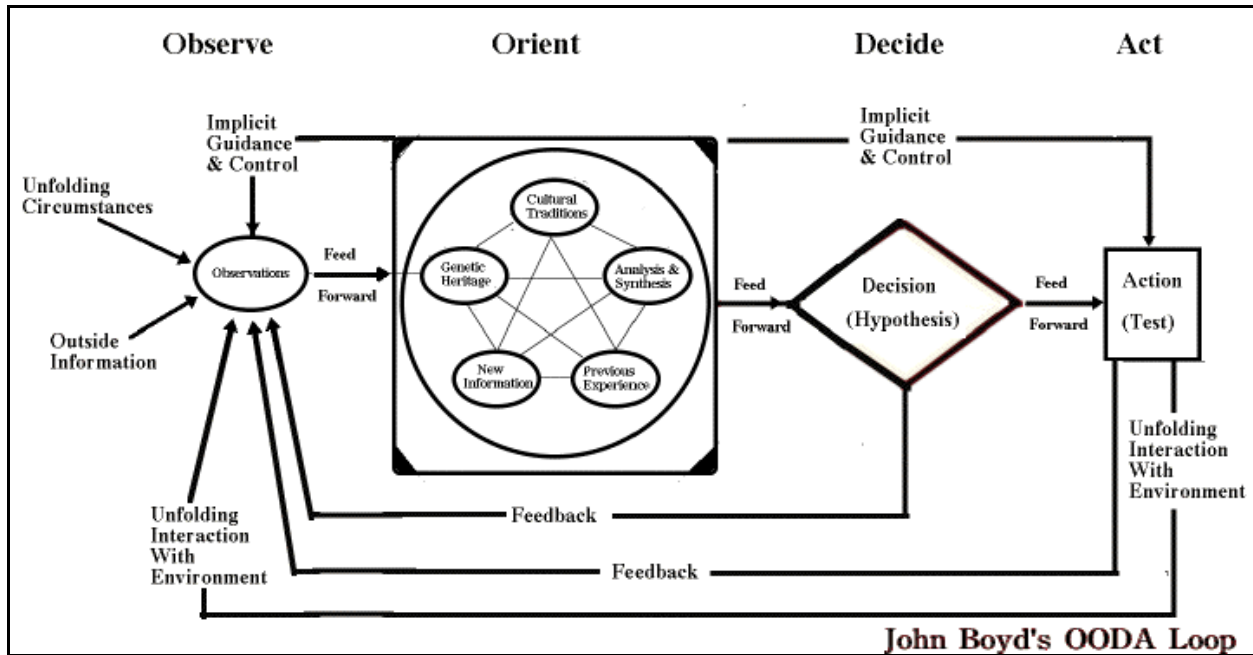 Observe
Orient
Decide
Act
Implicit
Guidance
& Control
Implicit
Guidance
& Control
Unfolding
Circumstances
Observations
Feed
Forward
Outside
Information
Cultural
Traditions
Genetic
Heritage
Analysis &
Synthesis
New
Information
Previous
Experience
Feed
Forward
Decision
(Hypothesis)
Feed
Forward
Action
(Test)
Unfolding
Interaction
With
Environment
Unfolding
Interaction
With
Environment
Feedback
Feedback
John Boyd's OODA Loop